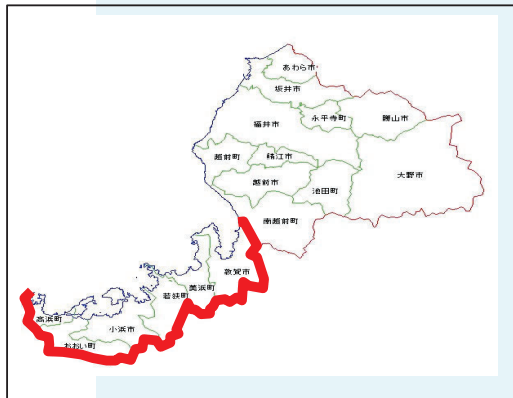 あわら市
坂井市
福井市
永平寺町
勝山市
越前町
鯖江市
大野市
越前市
池田町
南越前町
敦賀市
美浜町
若狭町
高浜町
小浜市
おおい町